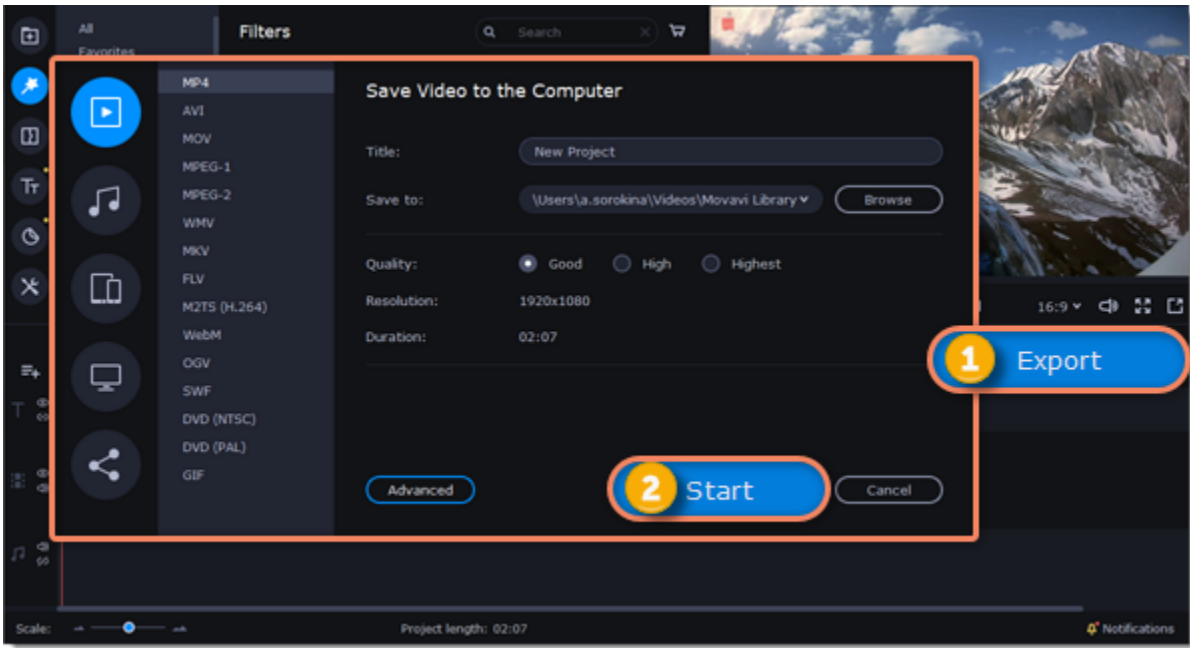 All
Favorites
Filters
Search
MP4
AVI
MOV
MPEG-1
MPEG-2
WMV
MKV
FLV
M2TS (H.264)
WebM
OGV
SWF
DVD (NTSC)
DVD (PAL)
GIF
Save Video to the Computer
Title: New Project
Save to: \Users\a.sorokina\Videos\Movavi Library Browse
Quality: Good High Highest
Resolution: 1920x1080
Duration: 02:07
Advanced 2 Start Cancel
16:9
1 Export
Scale: Project length: 02:07 Notifications